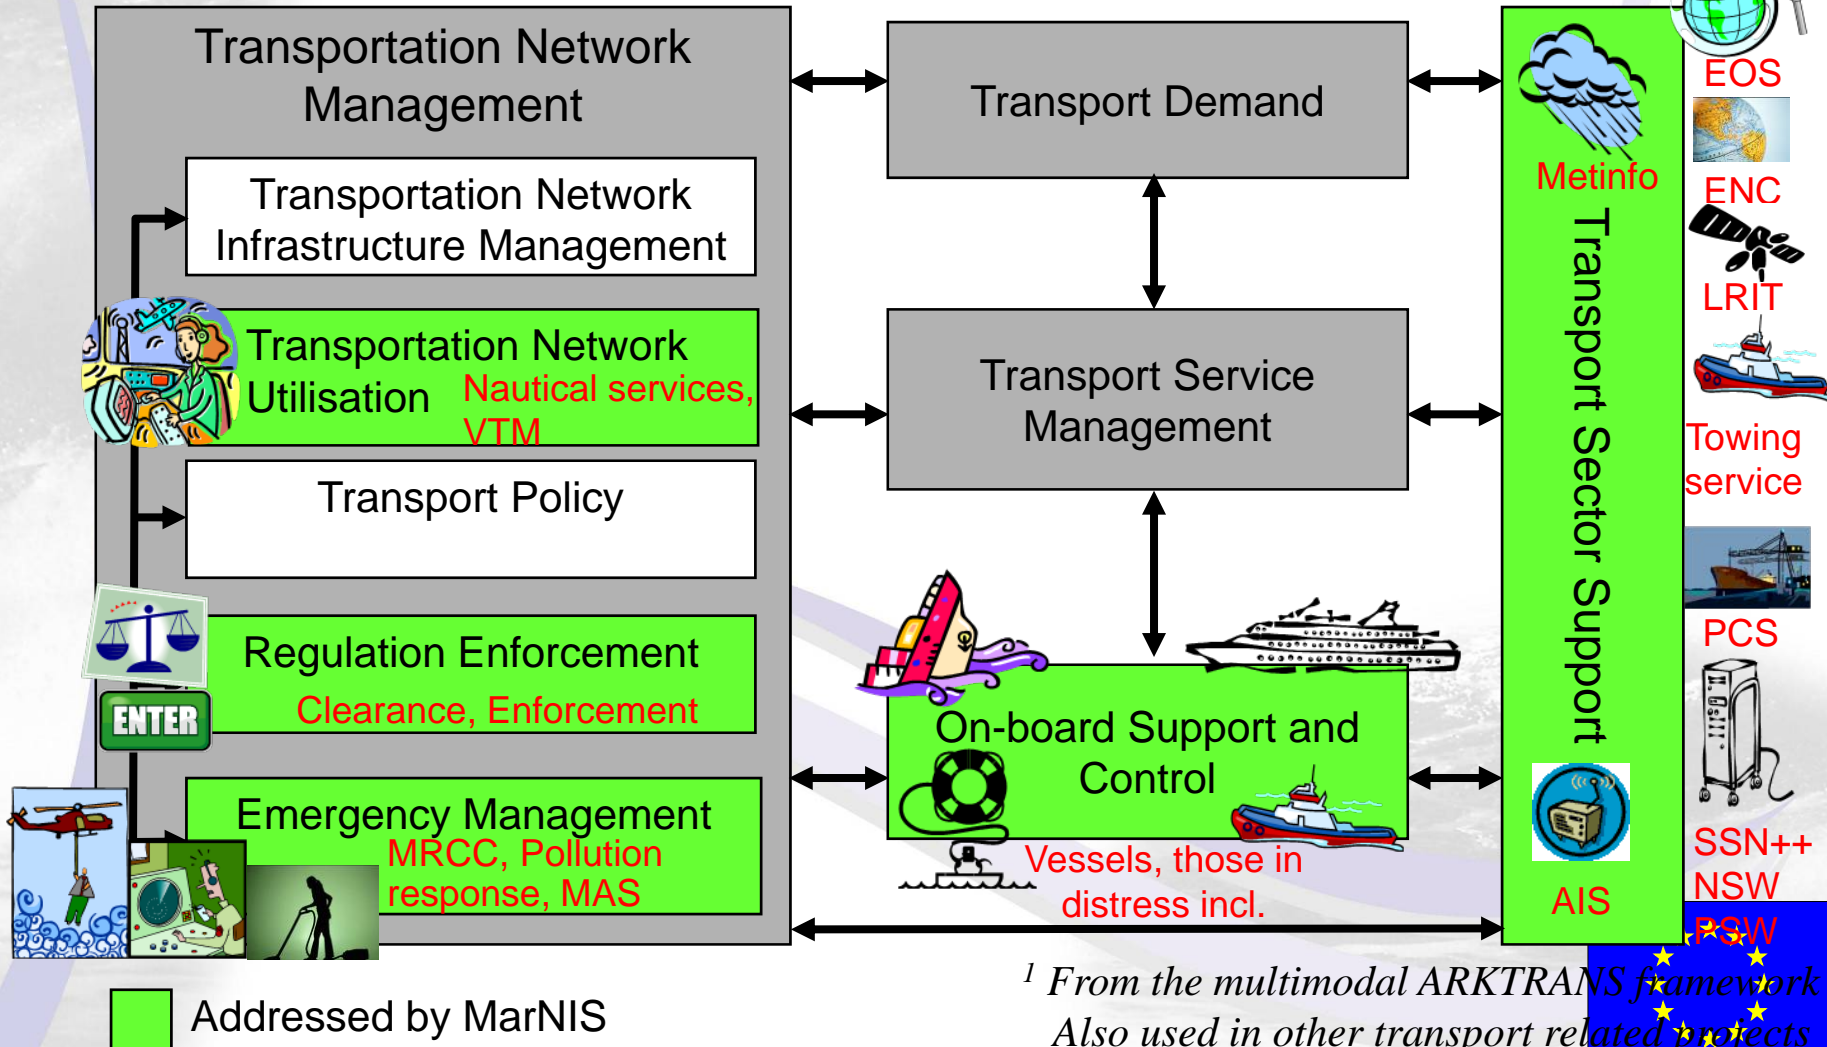 Transportation Network
Management
Transportation Network
Infrastructure Management
Transportation Network
Utilisation
Nautical services,
VTM
Transport Policy
Regulation Enforcement
Clearance, Enforcement
ENTER
Emergency Management
MRCC, Pollution
response, MAS
Transport Demand
Transport Service
Management
On-board Support and
Control
Vessels, those in
distress incl.
Metinfo
Transport Sector Support
AIS
EOS
ENC
LRIT
Towing
service
PCS
SSN++
NSW
PSW
Addressed by MarNIS
1 From the multimodal ARKTRANS framework
Also used in other transport related projects